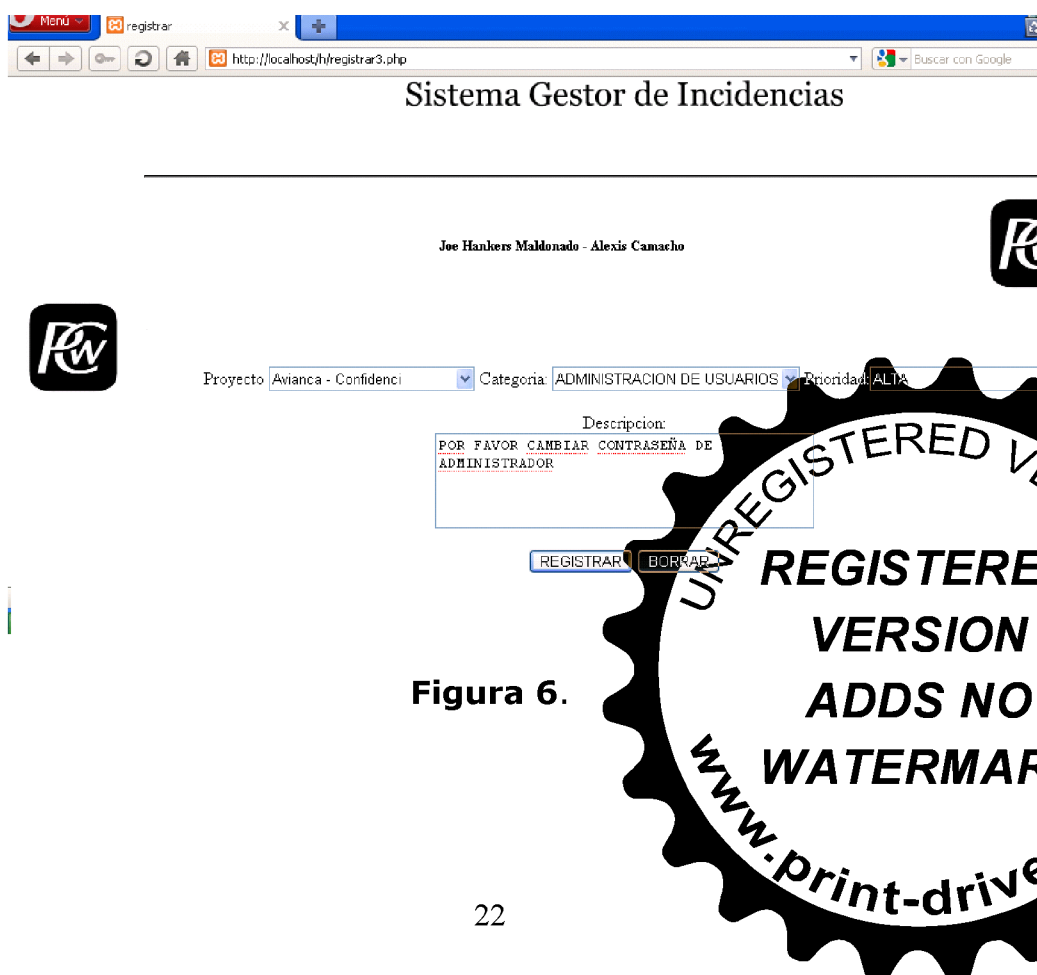 Menú registrar
http://localhost/h/registrar3.php Buscar con Google
Sistema Gestor de Incidencias
Joe Hankers Maldonado - Alexis Camacho
PCW
Proyecto Avianca - Confidenci Categoria: ADMINISTRACION DE USUARIOS Prioridad: ALTA
Descripcion:
POR FAVOR CAMBIAR CONTRASEÑA DE
ADMINISTRADOR
REGISTRAR BORRAR
UNREGISTERED
REGISTERE
VERSION
ADDS NO
WATERMAR
www.print-drive
Figura 6.
22